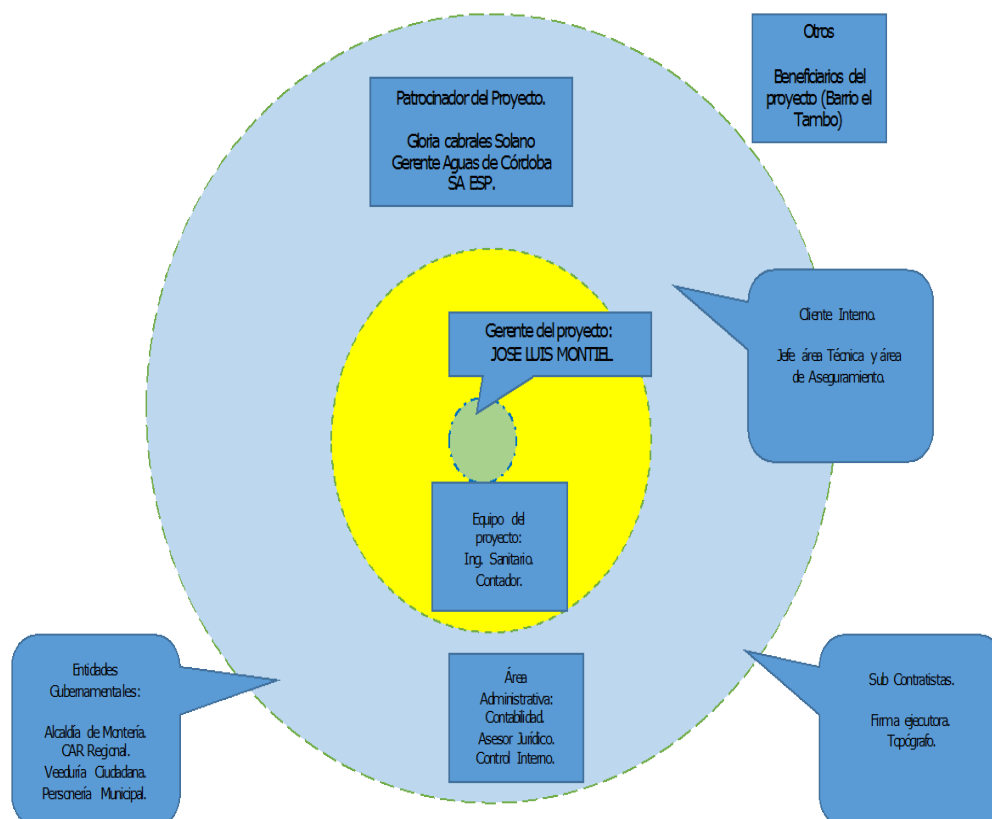 Otros
Beneficiarios del
proyecto (Barrio el
Tambo)
Patrocinador del Proyecto.
Gloria cabrales Solano
Gerente Aguas de Córdoba
SA ESP.
Cliente Interno.
Jefe área Técnica y área
de Aseguramiento.
Gerente del proyecto:
JOSE LUIS MONTIEL
Equipo del
proyecto:
Ing. Sanitario.
Contador.
Entidades
Gubernamentales:
Alcaldía de Montería.
CAR Regional.
Veeduría Ciudadana.
Personería Municipal.
Área
Administrativa:
Contabilidad.
Asesor Jurídico.
Control Interno.
Sub Contratistas.
Firma ejecutora.
Topógrafo.